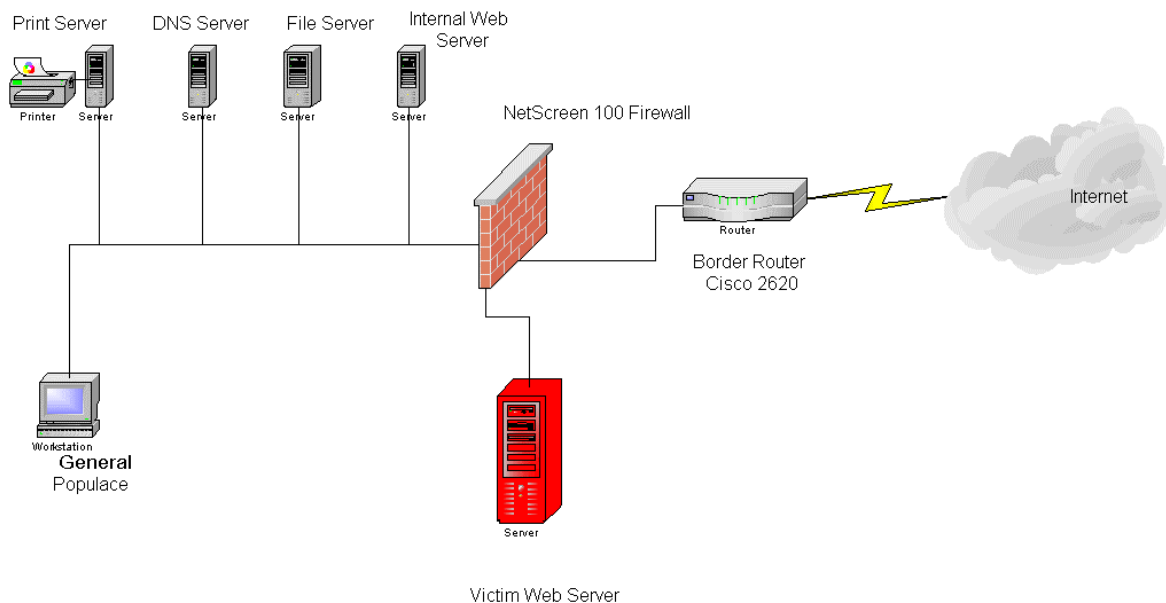 Print Server
DNS Server
File Server
Internal Web
Server
Printer
Server
Server
Server
Server
NetScreen 100 Firewall
Internet
Router
Border Router
Cisco 2620
Workstation
General
Populace
Server
Victim Web Server